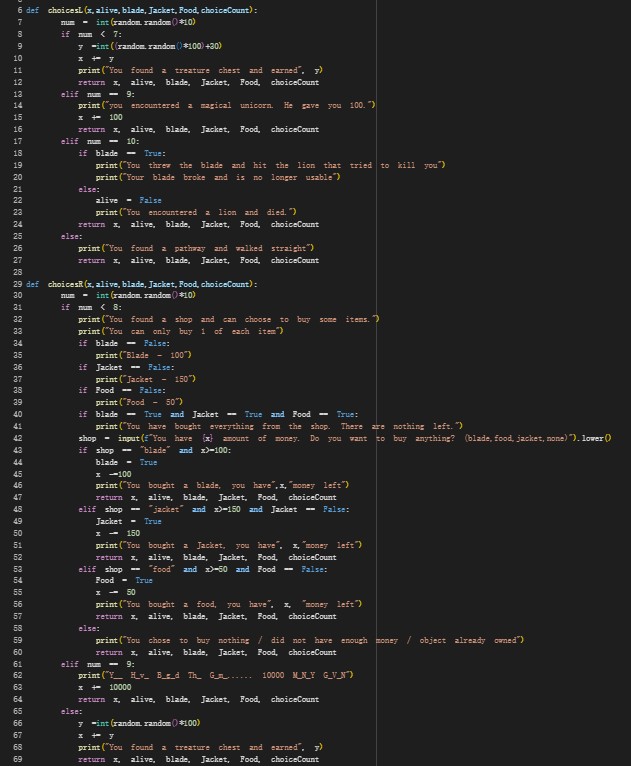 6 def choicesL(x, alive, blade, Jacket, Food, choiceCount):
7 num = int(random.random()*10)
8 if num < 7:
9 y =int((random.random()*100)+30)
10 x += y
11 print("You found a treature chest and earned", y)
12 return x, alive, blade, Jacket, Food, choiceCount
13 elif num == 9:
14 print("you encountered a magical unicorn. He gave you 100.")
15 x += 100
16 return x, alive, blade, Jacket, Food, choiceCount
17 elif num == 10:
18 if blade == True:
19 print("You threw the blade and hit the lion that tried to kill you")
20 print("Your blade broke and is no longer usable")
21 else:
22 alive = False
23 print("You encountered a lion and died.")
24 return x, alive, blade, Jacket, Food, choiceCount
25 else:
26 print("You found a pathway and walked straight")
27 return x, alive, blade, Jacket, Food, choiceCount
28
29 def choicesR(x, alive, blade, Jacket, Food, choiceCount):
30 num = int(random.random()*10)
31 if num < 8:
32 print("You found a shop and can choose to buy some items.")
33 print("You can only buy 1 of each item")
34 if blade == False:
35 print("Blade - 100")
36 if Jacket == False:
37 print("Jacket - 150")
38 if Food == False:
39 print("Food - 50")
40 if blade == True and Jacket == True and Food == True:
41 print("You have bought everything from the shop. There are nothing left.")
42 shop = input(f"You have {x} amount of money. Do you want to buy anything? (blade,food,jacket,none)").lower()
43 if shop == "blade" and x>=100:
44 blade = True
45 x -=100
46 print("You bought a blade, you have",x,"money left")
47 return x, alive, blade, Jacket, Food, choiceCount
48 elif shop == "jacket" and x>=150 and Jacket == False:
49 Jacket = True
50 x -= 150
51 print("You bought a Jacket, you have", x,"money left")
52 return x, alive, blade, Jacket, Food, choiceCount
53 elif shop == "food" and x>=50 and Food == False:
54 Food = True
55 x -= 50
56 print("You bought a food, you have", x, "money left")
57 return x, alive, blade, Jacket, Food, choiceCount
58 else:
59 print("You chose to buy nothing / did not have enough money / object already owned")
60 return x, alive, blade, Jacket, Food, choiceCount
61 elif num == 9:
62 print("Y__ H_v_ B_g_d Th_ G_m_...... 10000 M_N_Y G_V_N")
63 x += 10000
64 return x, alive, blade, Jacket, Food, choiceCount
65 else:
66 y =int(random.random()*100)
67 x += y
68 print("You found a treature chest and earned", y)
69 return x, alive, blade, Jacket, Food, choiceCount